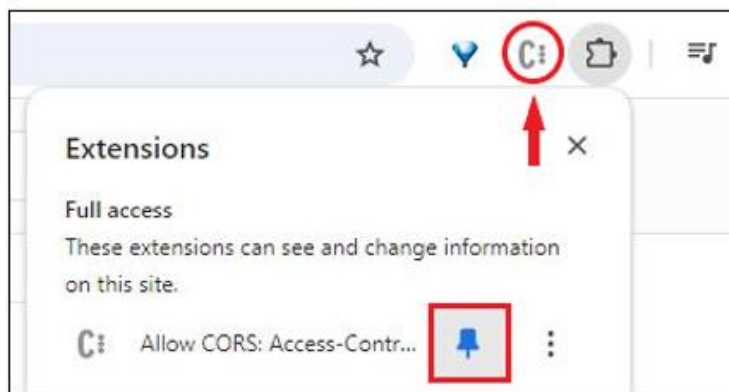 Extensions
Full access
These extensions can see and change information
on this site.
Allow CORS: Access-Contr...